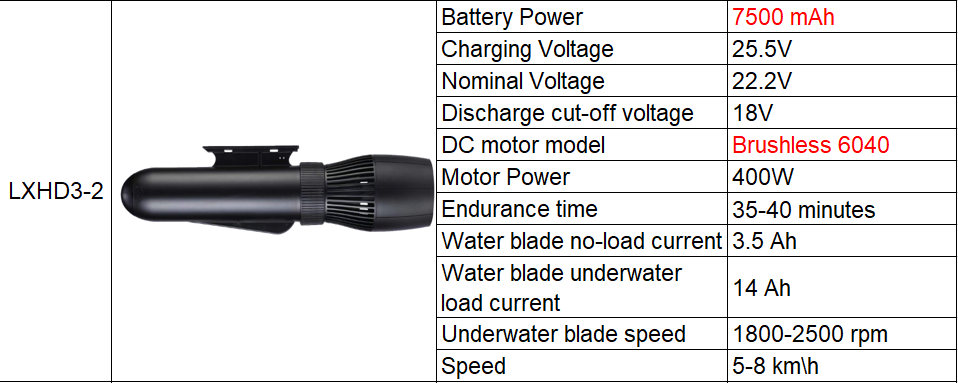 Battery Power 7500 mAh
Charging Voltage 25.5V
Nominal Voltage 22.2V
Discharge cut-off voltage 18V
DC motor model Brushless 6040
LXHD3-2
Motor Power 400W
Endurance time 35-40 minutes
Water blade no-load current 3.5 Ah
Water blade underwater
load current
14 Ah
Underwater blade speed 1800-2500 rpm
Speed 5-8 km\h